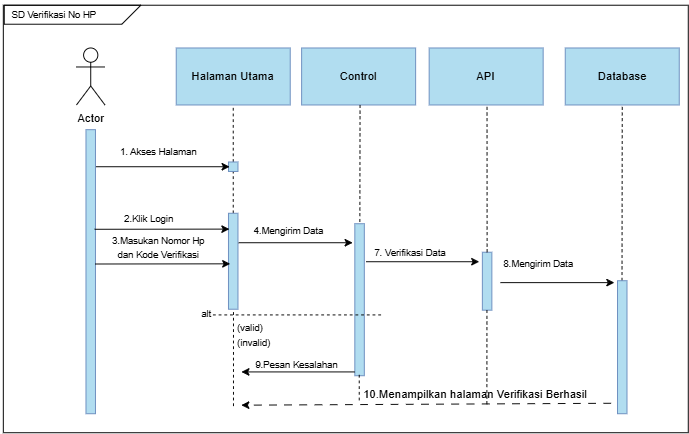 SD Verifikasi No HP
Halaman Utama
Control
API
Database
Actor
1. Akses Halaman
2.Klik Login
3.Masukan Nomor Hp
dan Kode Verifikasi
4.Mengirim Data
7. Verifikasi Data
8.Mengirim Data
alt
(valid)
(invalid)
9.Pesan Kesalahan
10.Menampilkan halaman Verifikasi Berhasil